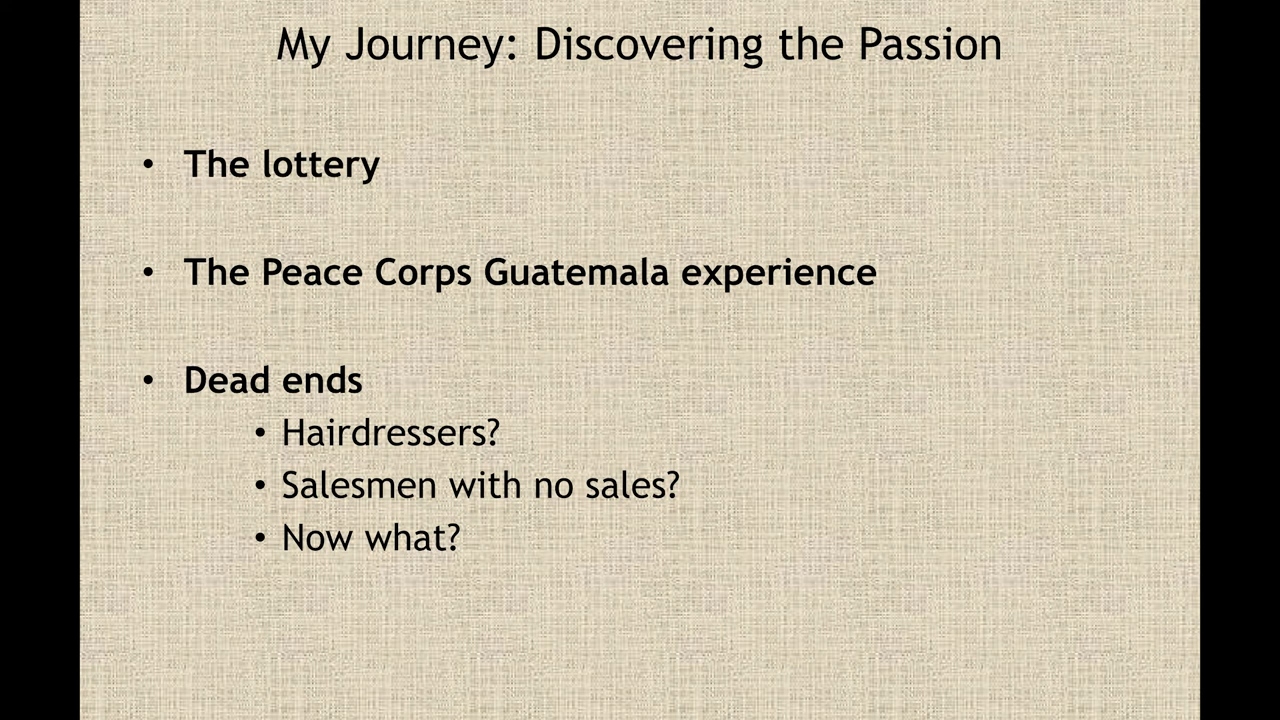 My Journey: Discovering the Passion
• The lottery
• The Peace Corps Guatemala experience
• Dead ends
• Hairdressers?
• Salesmen with no sales?
• Now what?